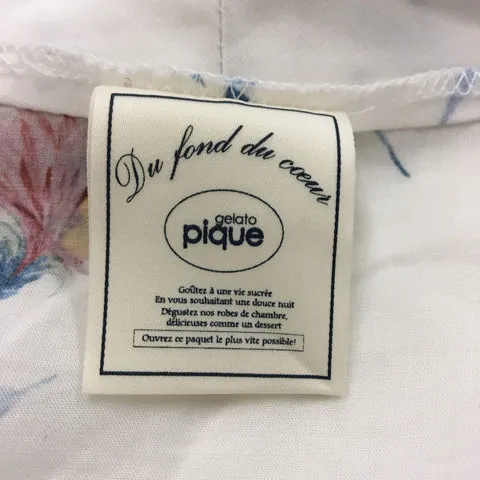 Du fond du cœur
gelato
pique
Goûtez à une vie sucrée
En vous souhaitant une douce nuit
Dégustez nos robes de chambre,
délicieuses comme un dessert
Ouvrez ce paquet le plus vite possible!